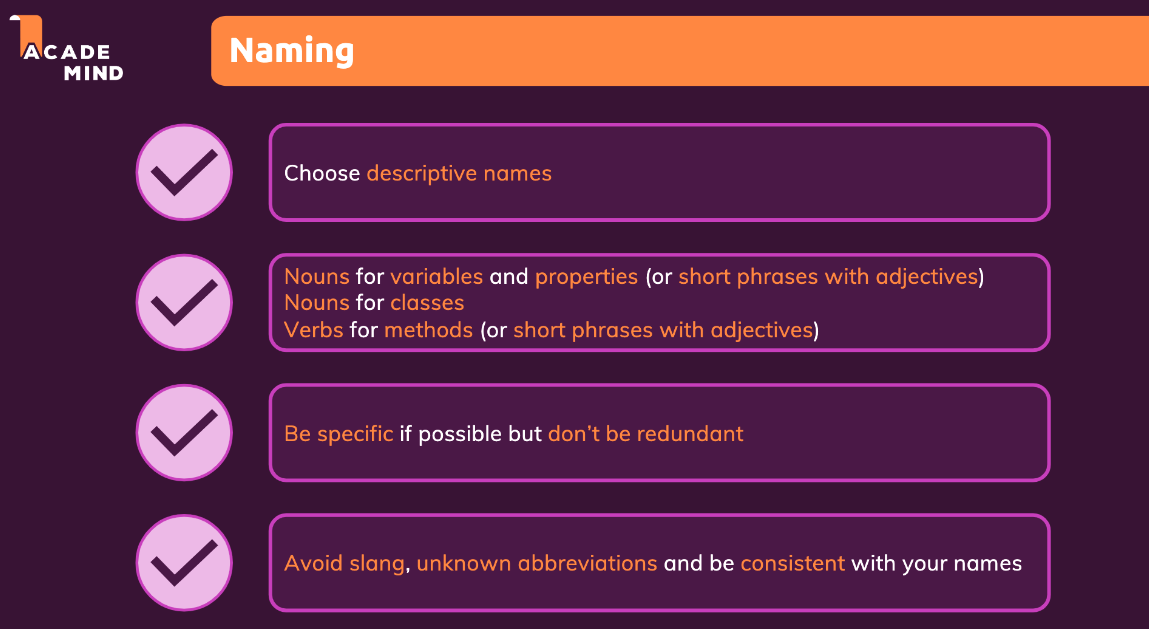 ACADE
MIND
Naming
Choose descriptive names
Nouns for variables and properties (or short phrases with adjectives)
Nouns for classes
Verbs for methods (or short phrases with adjectives)
Be specific if possible but don't be redundant
Avoid slang, unknown abbreviations and be consistent with your names